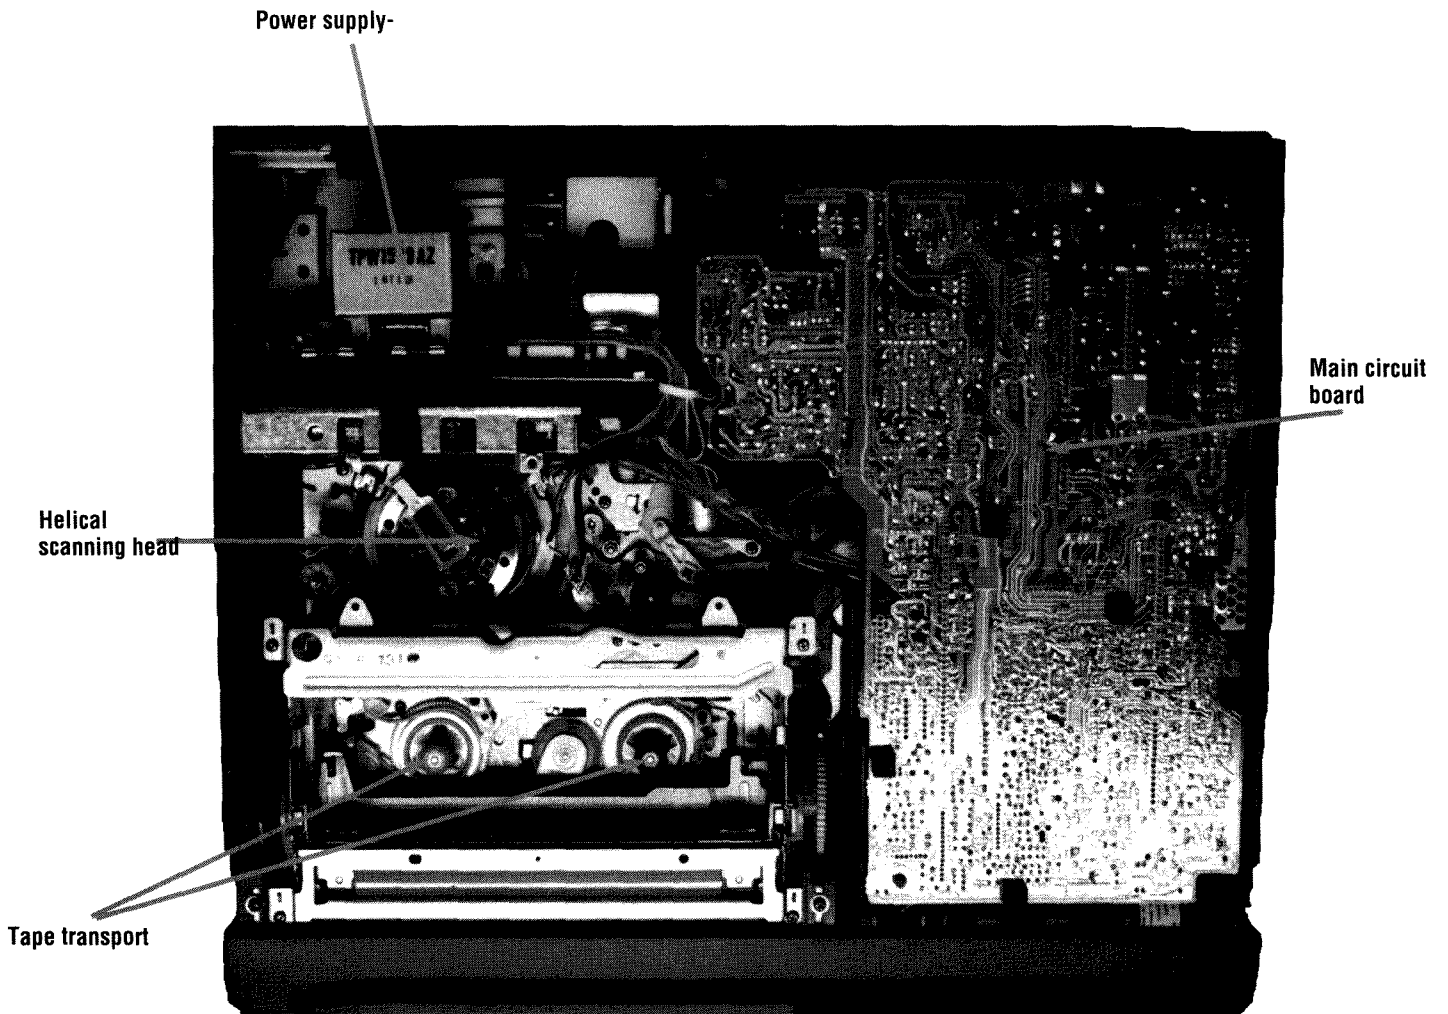 Power supply-
Main circuit
board
Helical
scanning head
Tape transport